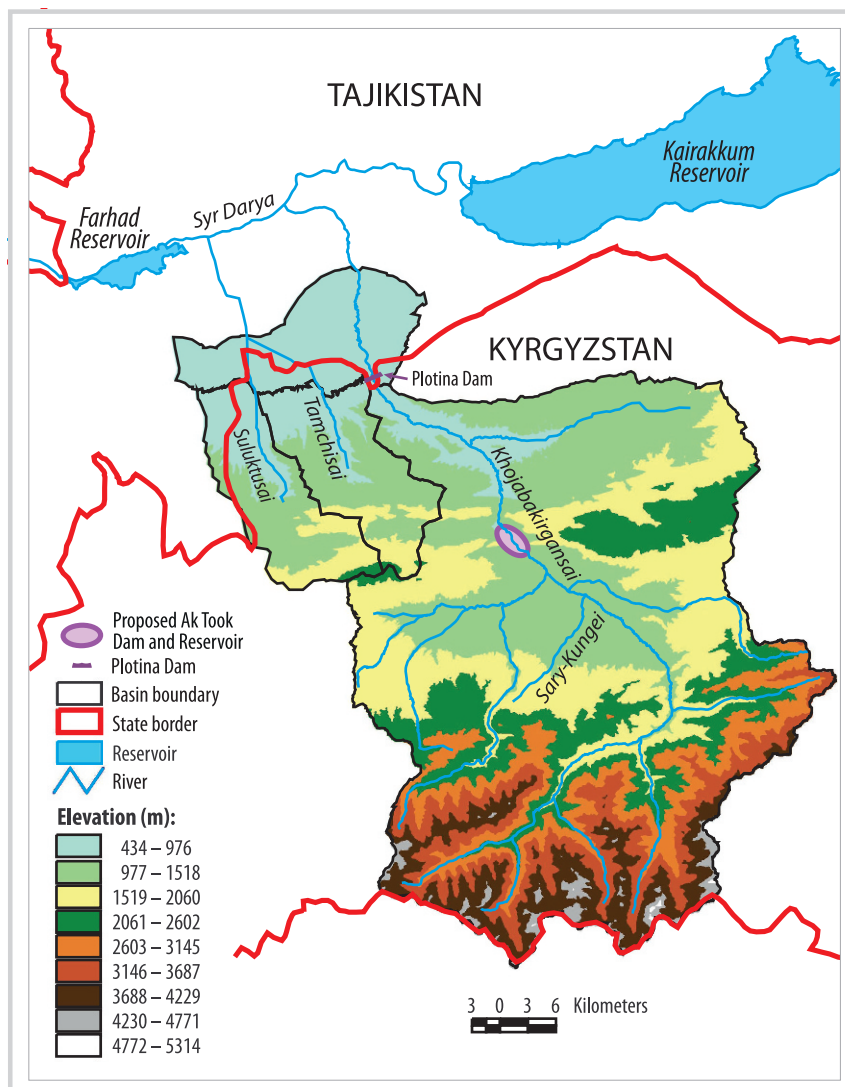 TAJIKISTAN
Kairakkum
Reservoir
Syr Darya
Farhad
Reservoir
KYRGYZSTAN
Plotina Dam
Suluktusai
Tamchisai
Khojabakirgansai
Sary-Kungei
Proposed Ak Took
Dam and Reservoir
Plotina Dam
Basin boundary
State border
Reservoir
River
Elevation (m):
434 – 976
977 – 1518
1519 – 2060
2061 – 2602
2603 – 3145
3146 – 3687
3688 – 4229
4230 – 4771
4772 – 5314
3 0 3 6 Kilometers